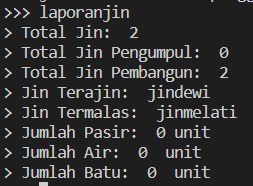 >>> laporanjin
> Total Jin:  2
> Total Jin Pengumpul:  0
> Total Jin Pembangun:  2
> Jin Terajin:  jindewi
> Jin Termalas:  jinmelati
> Jumlah Pasir:  0 unit
> Jumlah Air:  0  unit
> Jumlah Batu:  0  unit